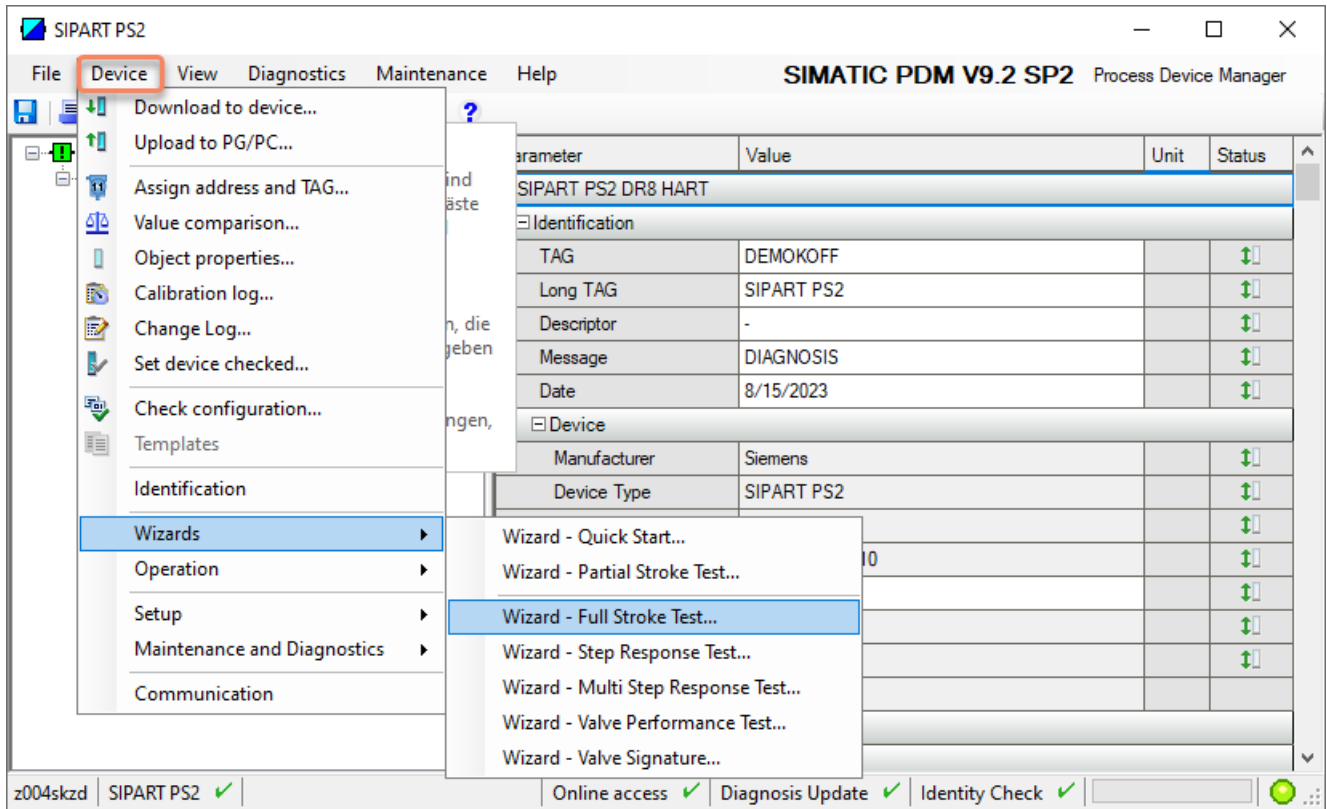 SIPART PS2
File Device View Diagnostics Maintenance Help SIMATIC PDM V9.2 SP2 Process Device Manager
Download to device...
Upload to PG/PC...
Assign address and TAG...
Value comparison...
Object properties...
Calibration log...
Change Log...
Set device checked...
Check configuration...
Templates
Identification
Wizards
Operation
Setup
Maintenance and Diagnostics
Communication
ind
äste
n, die
geben
ngen,
Wizard - Quick Start...
Wizard - Partial Stroke Test...
Wizard - Full Stroke Test...
Wizard - Step Response Test...
Wizard - Multi Step Response Test...
Wizard - Valve Performance Test...
Wizard - Valve Signature...
arameter Value Unit Status
SIPART PS2 DR8 HART
Identification
TAG DEMOKOFF
Long TAG SIPART PS2
Descriptor -
Message DIAGNOSIS
Date 8/15/2023
Device
Manufacturer Siemens
Device Type SIPART PS2
z004skzd SIPART PS2 Online access Diagnosis Update Identity Check